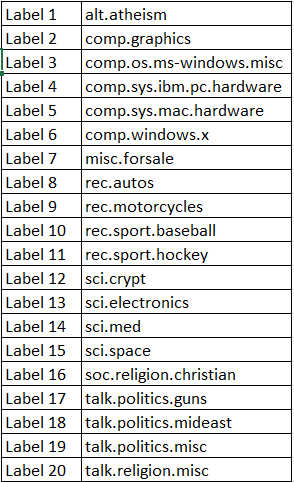 Label 1 alt.atheism
Label 2 comp.graphics
Label 3 comp.os.ms-windows.misc
Label 4 comp.sys.ibm.pc.hardware
Label 5 comp.sys.mac.hardware
Label 6 comp.windows.x
Label 7 misc.forsale
Label 8 rec.autos
Label 9 rec.motorcycles
Label 10 rec.sport.baseball
Label 11 rec.sport.hockey
Label 12 sci.crypt
Label 13 sci.electronics
Label 14 sci.med
Label 15 sci.space
Label 16 soc.religion.christian
Label 17 talk.politics.guns
Label 18 talk.politics.mideast
Label 19 talk.politics.misc
Label 20 talk.religion.misc